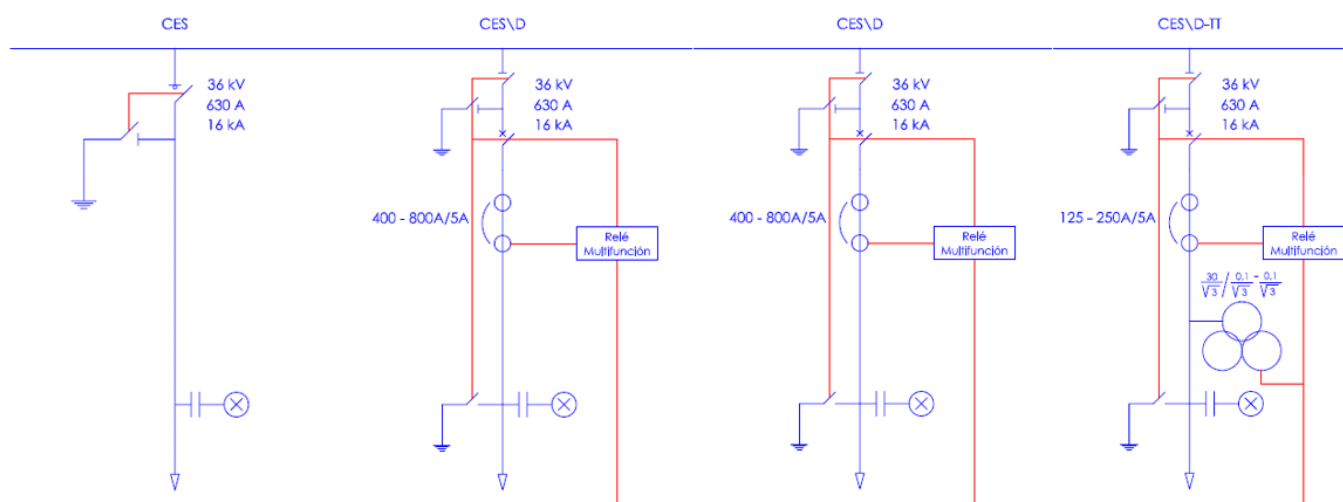 CES
36 kV
630 A
16 kA
CES\D
36 kV
630 A
16 kA
400 - 800A/5A
Relé
Multifunción
CES\D
36 kV
630 A
16 kA
400 - 800A/5A
Relé
Multifunción
CES\D-TT
36 kV
630 A
16 kA
125 - 250A/5A
Relé
Multifunción
30/√3 / 0.1/√3 - 0.1/√3